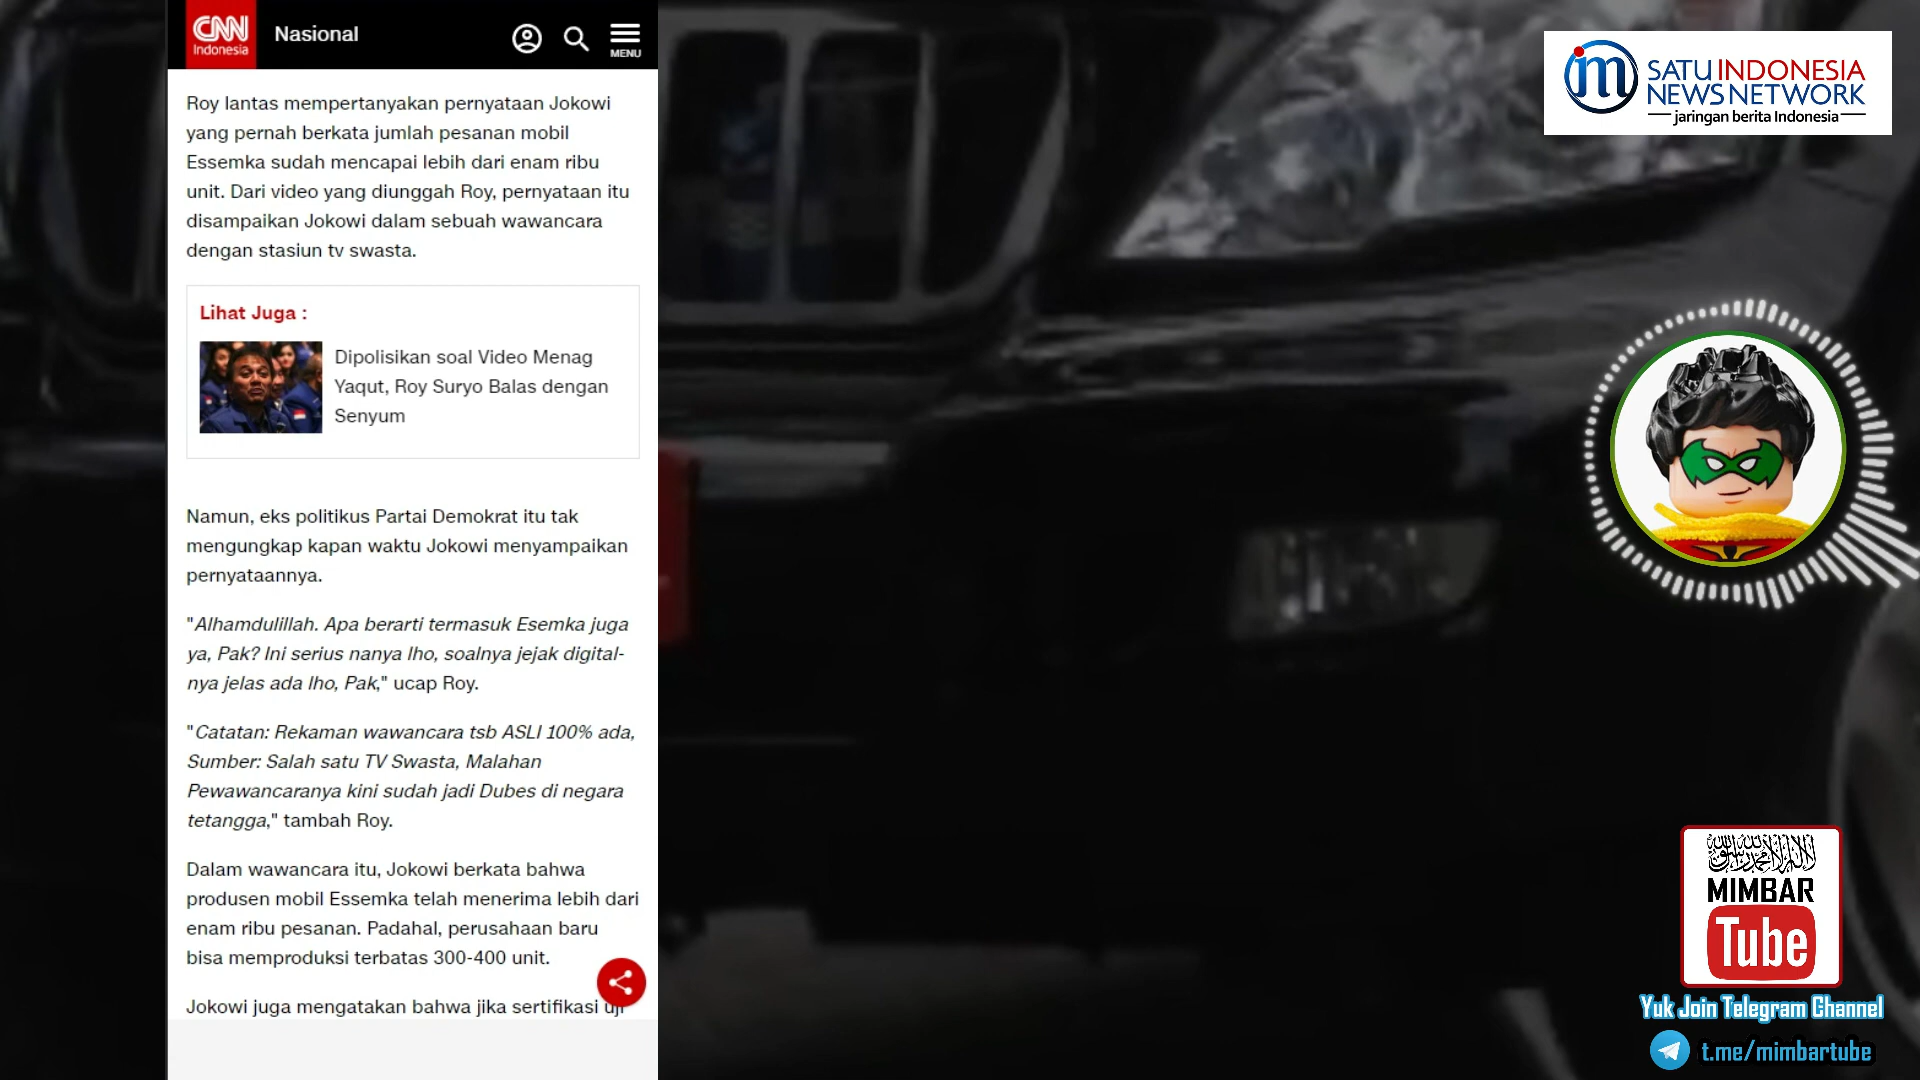 CNN
Indonesia
Nasional
MENU
Roy lantas mempertanyakan pernyataan Jokowi
yang pernah berkata jumlah pesanan mobil
Essemka sudah mencapai lebih dari enam ribu
unit. Dari video yang diunggah Roy, pernyataan itu
disampaikan Jokowi dalam sebuah wawancara
dengan stasiun tv swasta.
Lihat Juga :
Dipolisikan soal Video Menag
Yaqut, Roy Suryo Balas dengan
Senyum
Namun, eks politikus Partai Demokrat itu tak
mengungkap kapan waktu Jokowi menyampaikan
pernyataannya.
"Alhamdulillah. Apa berarti termasuk Esemka juga
ya, Pak? Ini serius nanya lho, soalnya jejak digital-
nya jelas ada lho, Pak," ucap Roy.
"Catatan: Rekaman wawancara tsb ASLI 100% ada,
Sumber: Salah satu TV Swasta, Malahan
Pewawancaranya kini sudah jadi Dubes di negara
tetangga," tambah Roy.
Dalam wawancara itu, Jokowi berkata bahwa
produsen mobil Essemka telah menerima lebih dari
enam ribu pesanan. Padahal, perusahaan baru
bisa memproduksi terbatas 300-400 unit.
Jokowi juga mengatakan bahwa jika sertifikasi uji
SATU INDONESIA
NEWS NETWORK
jaringan berita Indonesia
لا إله إلا الله محمد رسول الله
MIMBAR
Tube
Yuk Join Telegram Channel
t.me/mimbartube